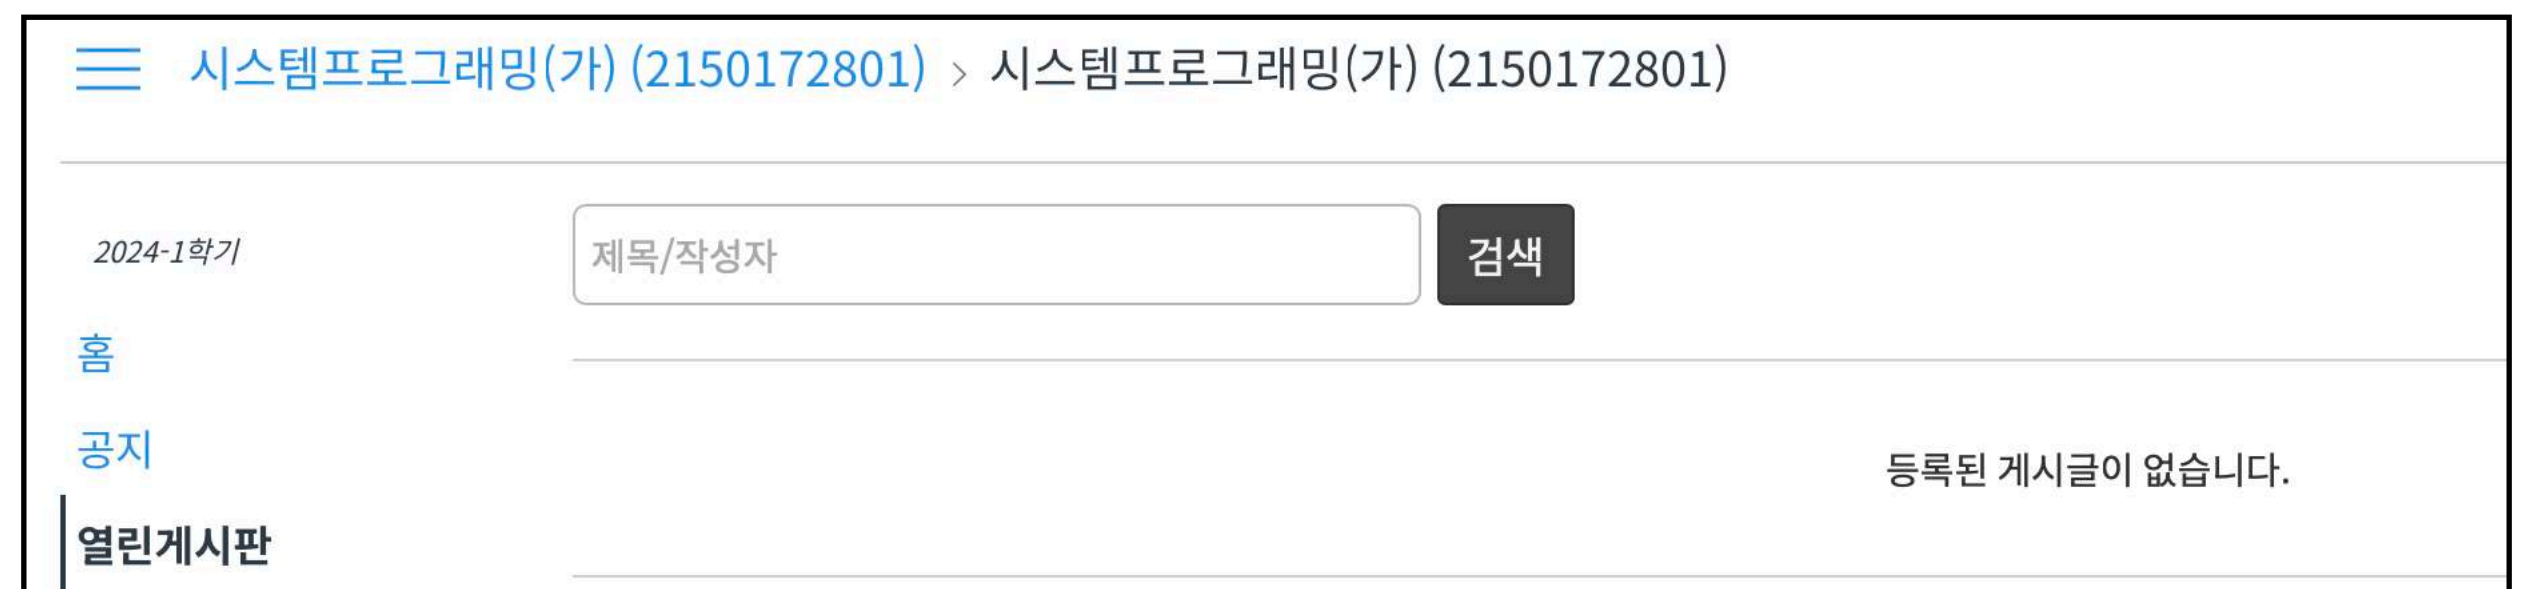 시스템프로그래밍(가) (2150172801) > 시스템프로그래밍(가) (2150172801)
2024-1학기
제목/작성자 검색
홈
공지
등록된 게시글이 없습니다.
열린게시판